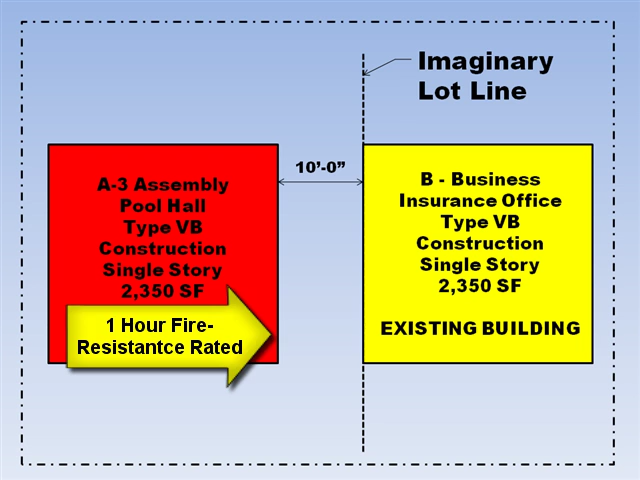 Imaginary
Lot Line
10’-0”
A-3 Assembly
Pool Hall
Type VB
Construction
Single Story
2,350 SF
1 Hour Fire-
Resistantce Rated
B - Business
Insurance Office
Type VB
Construction
Single Story
2,350 SF
EXISTING BUILDING